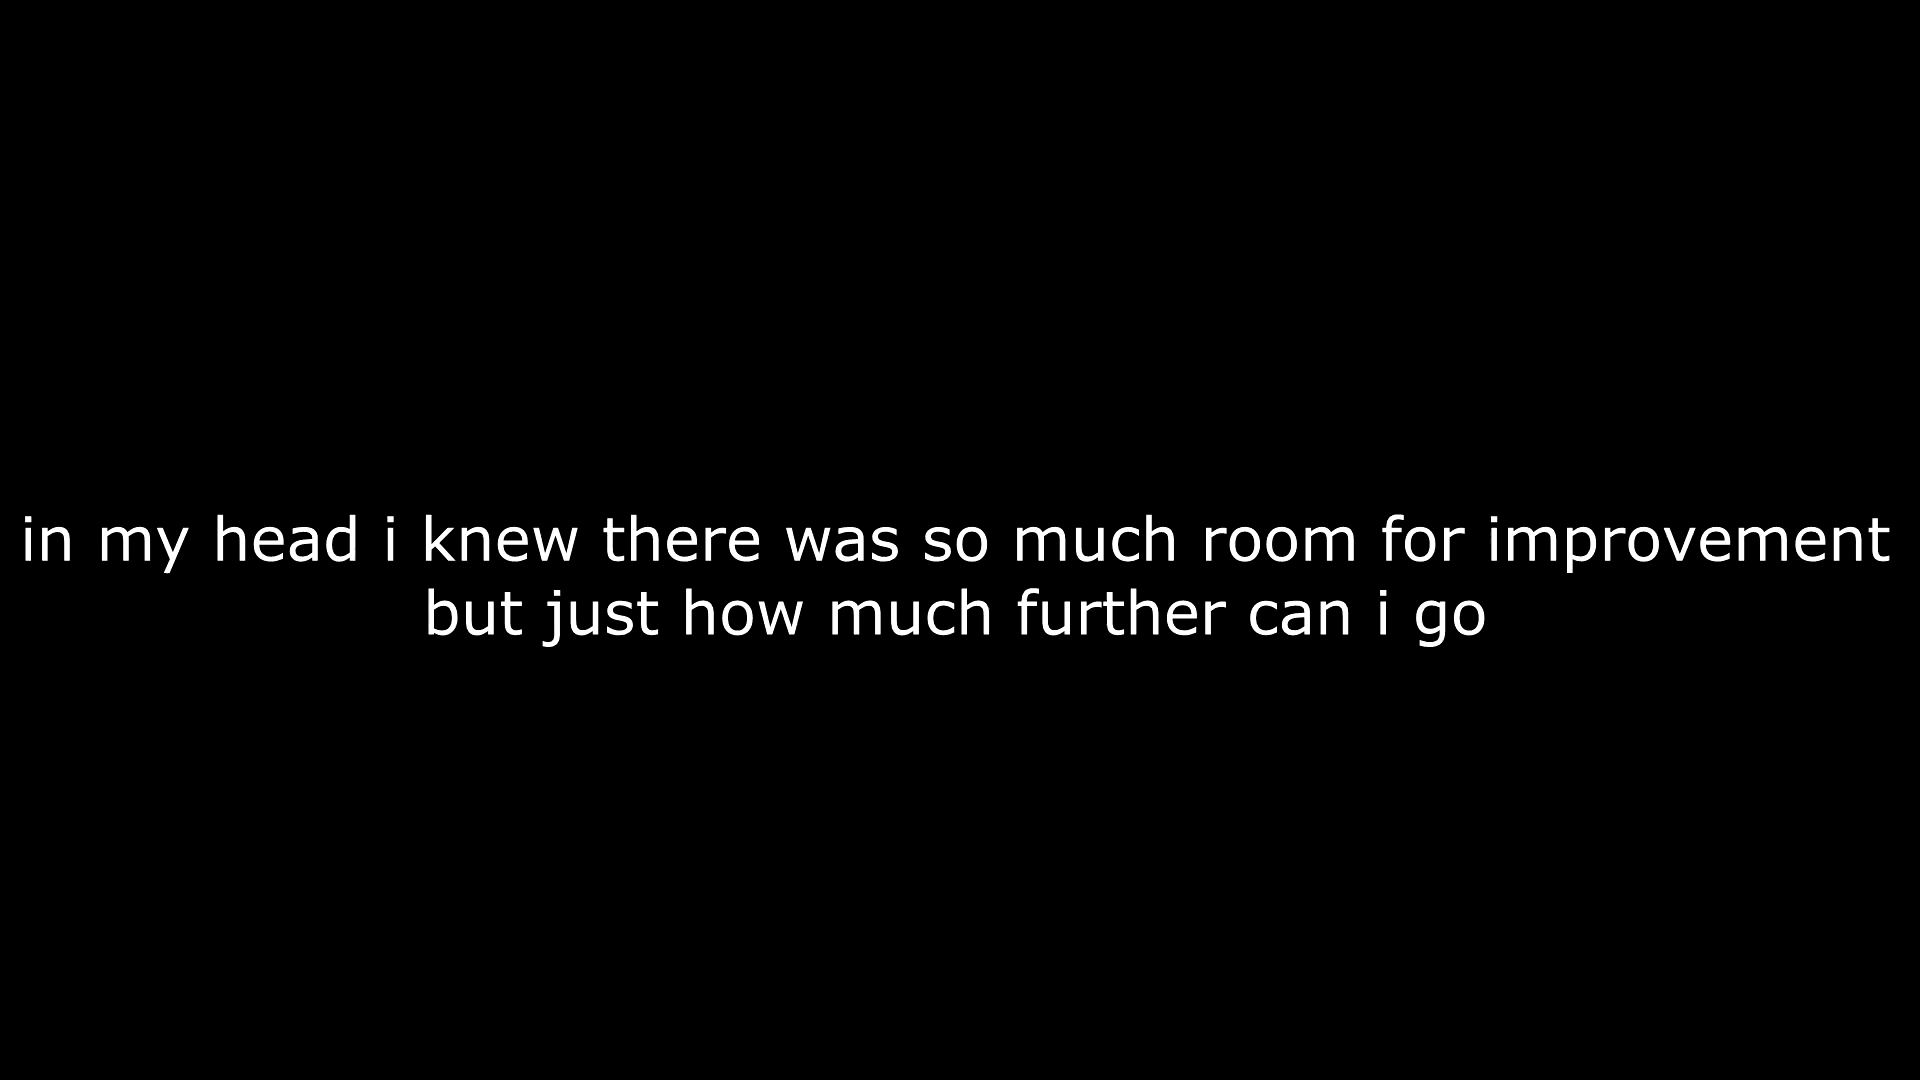 in my head i knew there was so much room for improvement
but just how much further can i go